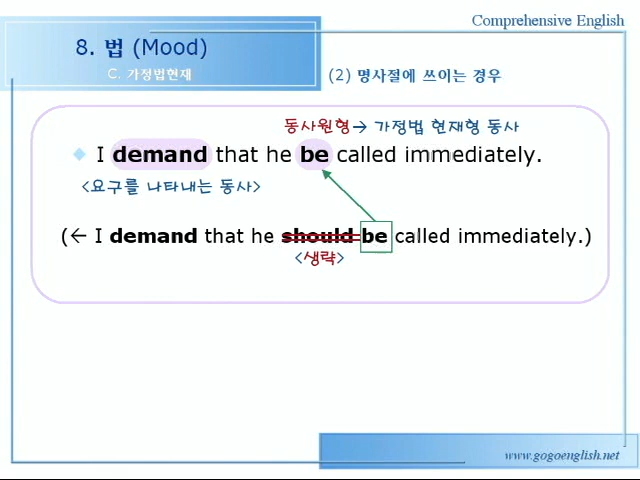 Comprehensive English
8. 법 (Mood)
C. 가정법현재
(2) 명사절에 쓰이는 경우
동사원형→ 가정법 현재형 동사
I demand that he be called immediately.
<요구를 나타내는 동사>
(← I demand that he should be called immediately.)
<생략>
www.gogoenglish.net